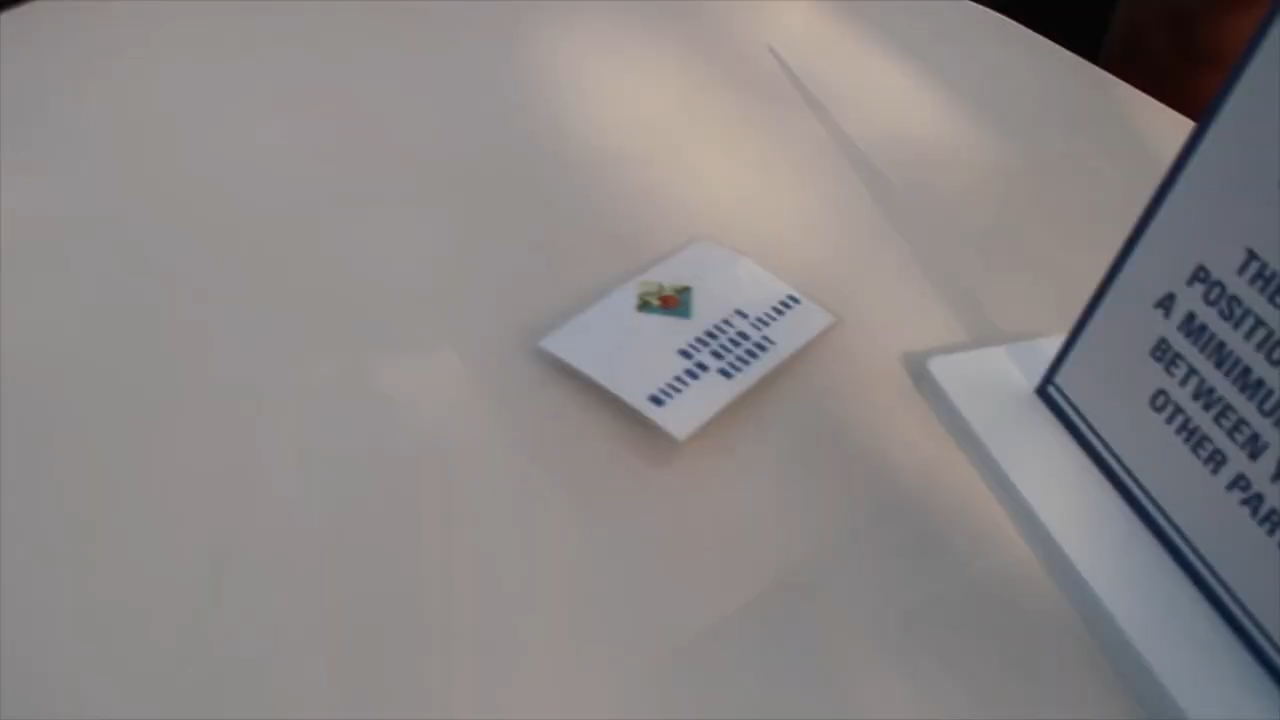 DISNEY'S
HILTON HEAD ISLAND
RESORT
THE
POSITIO
A MINIMU
BETWEEN
OTHER PAR